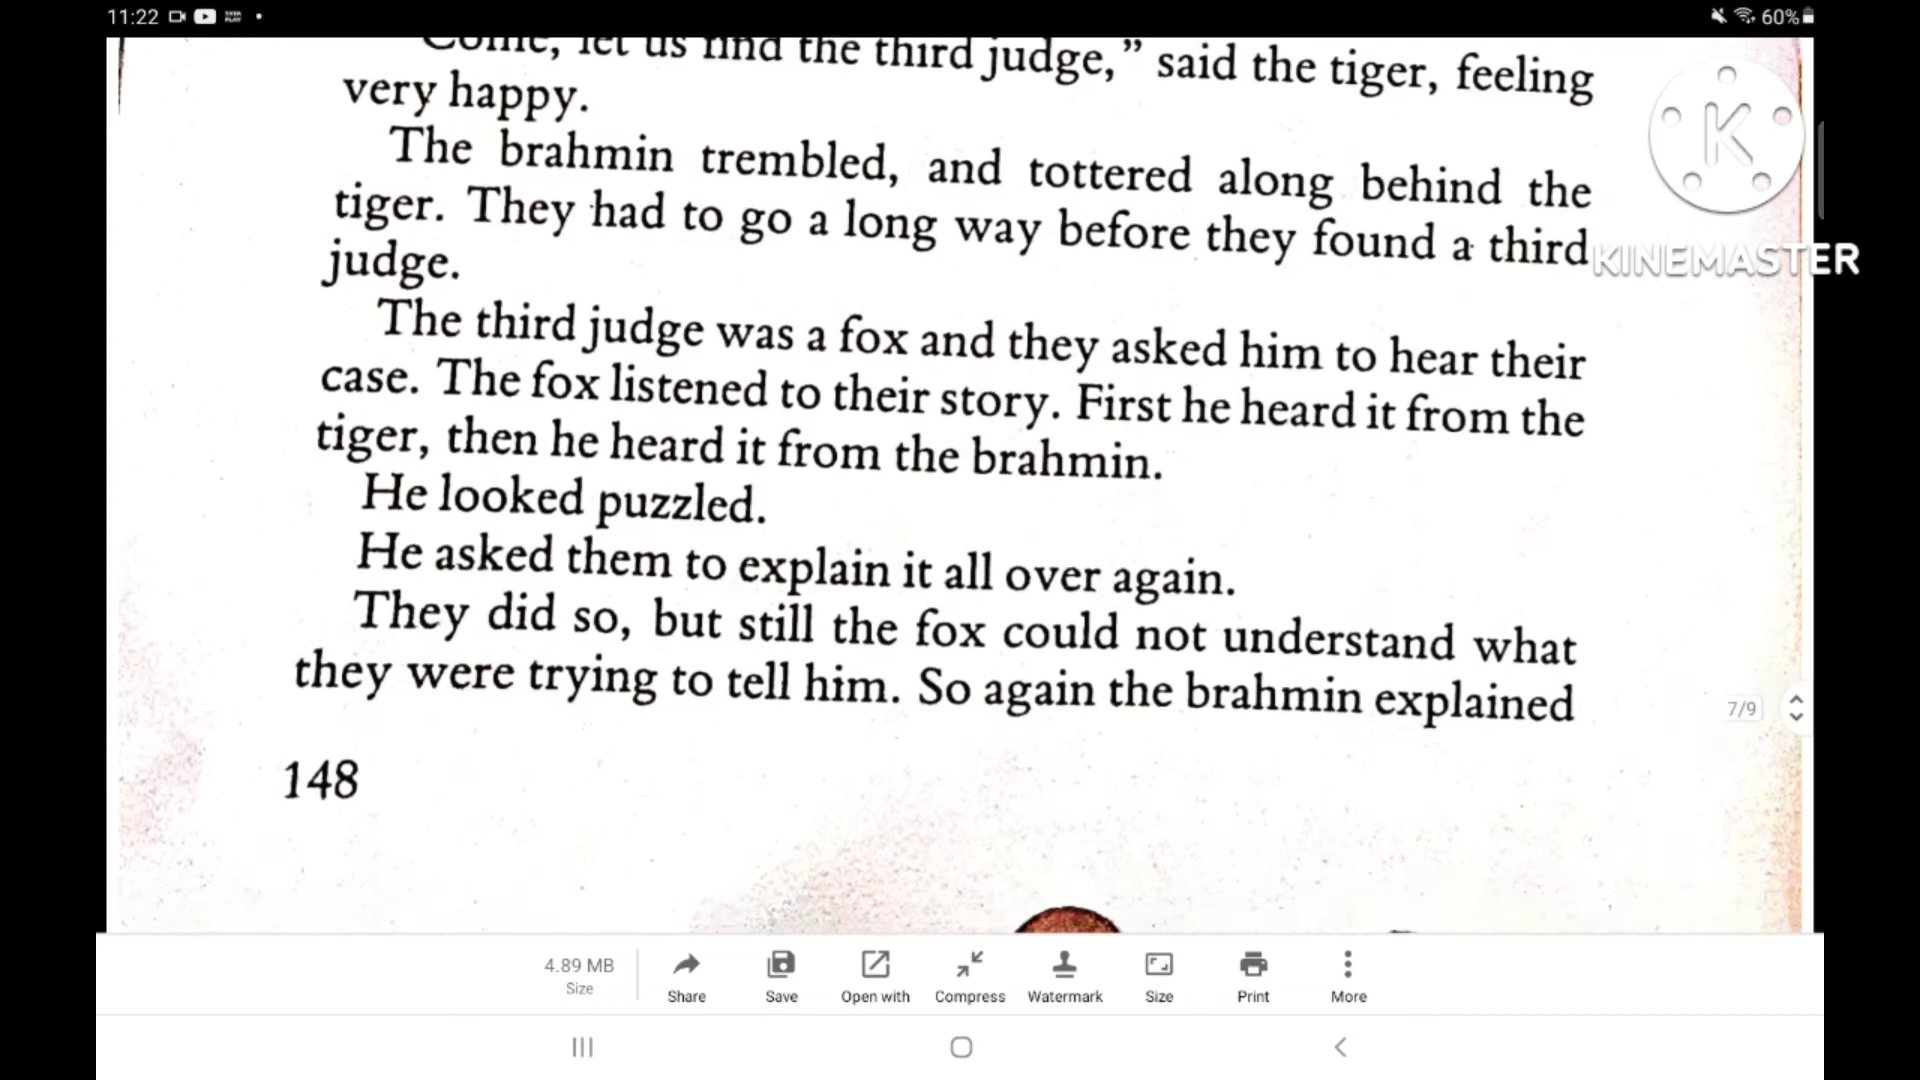 11:22
60%
Come, let us find the third judge,” said the tiger, feeling
very happy.
The brahmin trembled, and tottered along behind the
tiger. They had to go a long way before they found a third
judge.
The third judge was a fox and they asked him to hear their
case. The fox listened to their story. First he heard it from the
tiger, then he heard it from the brahmin.
He looked puzzled.
He asked them to explain it all over again.
They did so, but still the fox could not understand what
they were trying to tell him. So again the brahmin explained
148
K
KINEMASTER
7/9
4.89 MB
Size
Share
Save
Open with
Compress
Watermark
Size
Print
More